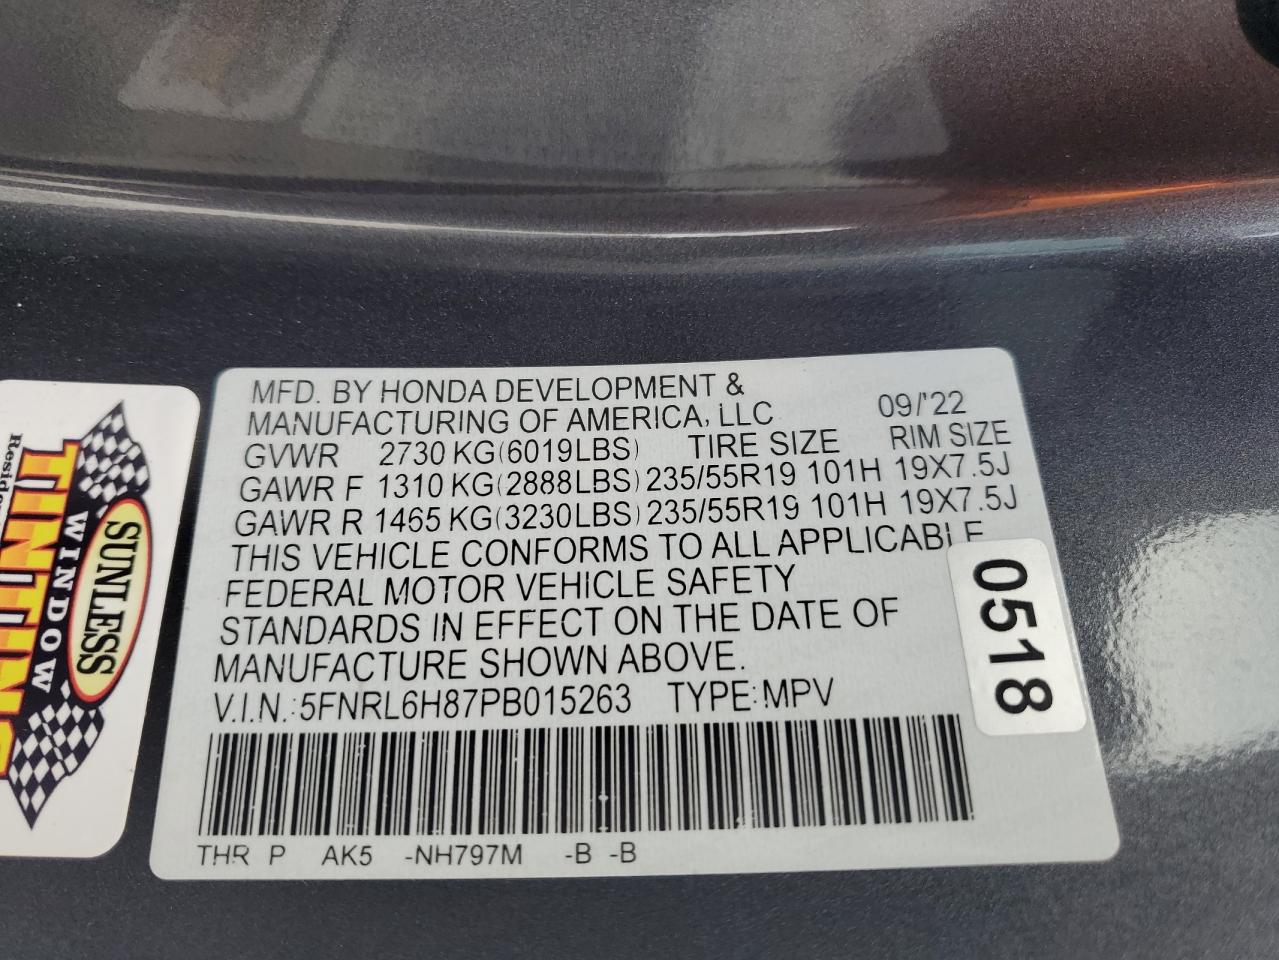 MFD. BY HONDA DEVELOPMENT &
MANUFACTURING OF AMERICA, LLC 09/'22
GVWR 2730 KG(6019LBS) TIRE SIZE RIM SIZE
GAWR F 1310 KG(2888LBS) 235/55R19 101H 19X7.5J
GAWR R 1465 KG(3230LBS) 235/55R19 101H 19X7.5J
THIS VEHICLE CONFORMS TO ALL APPLICABLE
FEDERAL MOTOR VEHICLE SAFETY
STANDARDS IN EFFECT ON THE DATE OF
MANUFACTURE SHOWN ABOVE.
V.I.N.:5FNRL6H87PB015263 TYPE:MPV
THR P AK5 -NH797M -B -B
0518
SUNLESS
WINDOW
TINTING